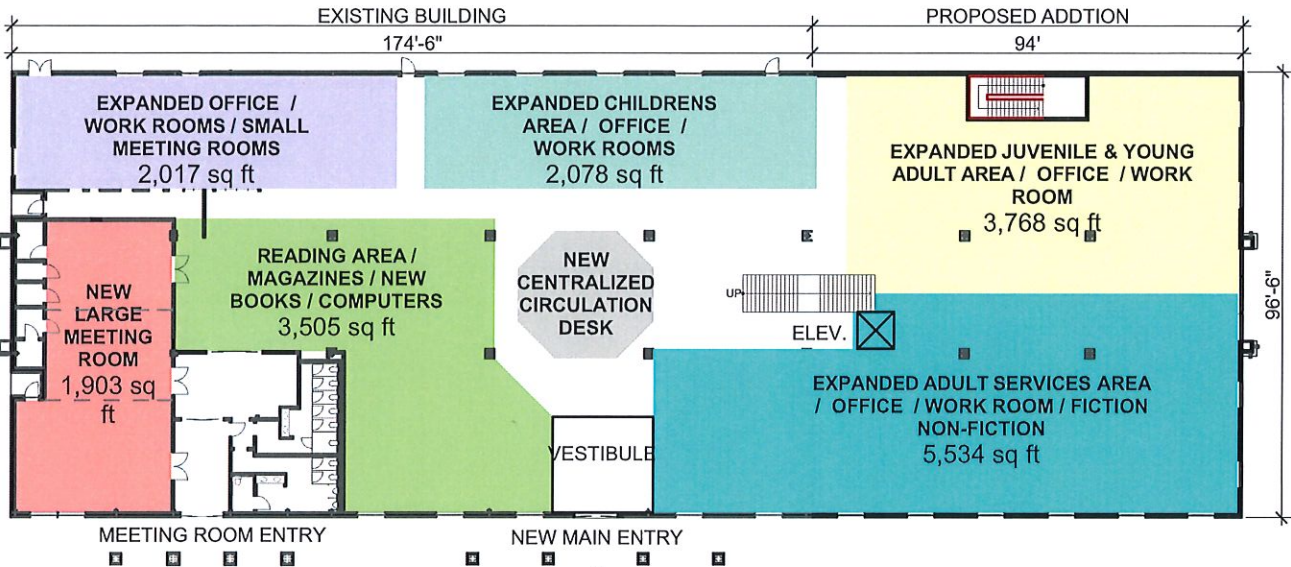 EXISTING BUILDING
PROPOSED ADDTION
174'-6"
94'
EXPANDED OFFICE /
WORK ROOMS / SMALL
MEETING ROOMS
2,017 sq ft
EXPANDED CHILDRENS
AREA / OFFICE /
WORK ROOMS
2,078 sq ft
EXPANDED JUVENILE & YOUNG
ADULT AREA / OFFICE / WORK
ROOM
3,768 sq ft
READING AREA /
MAGAZINES / NEW
BOOKS / COMPUTERS
3,505 sq ft
NEW
CENTRALIZED
CIRCULATION
DESK
NEW
LARGE
MEETING
ROOM
1,903 sq
ft
UP
ELEV.
96'-6"
EXPANDED ADULT SERVICES AREA
/ OFFICE / WORK ROOM / FICTION
NON-FICTION
5,534 sq ft
VESTIBULE
MEETING ROOM ENTRY
NEW MAIN ENTRY